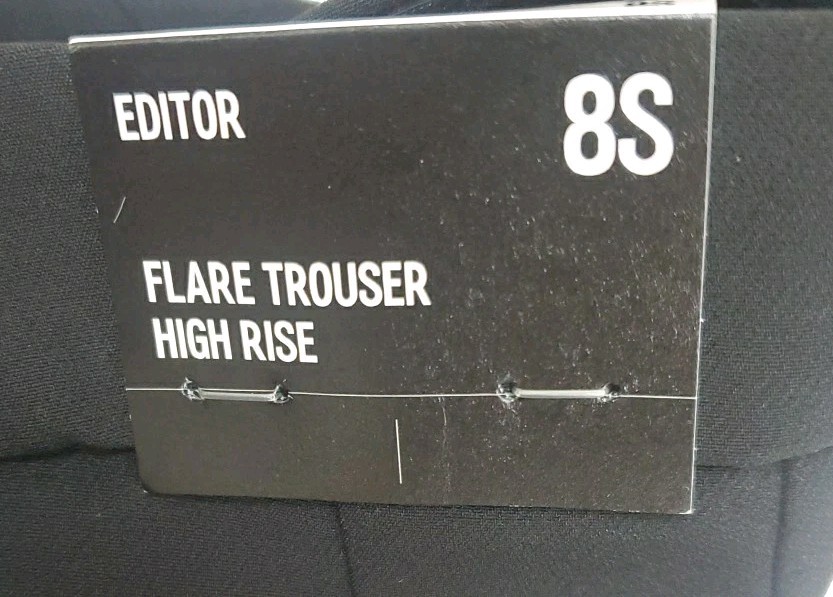 EDITOR
8S
FLARE TROUSER
HIGH RISE